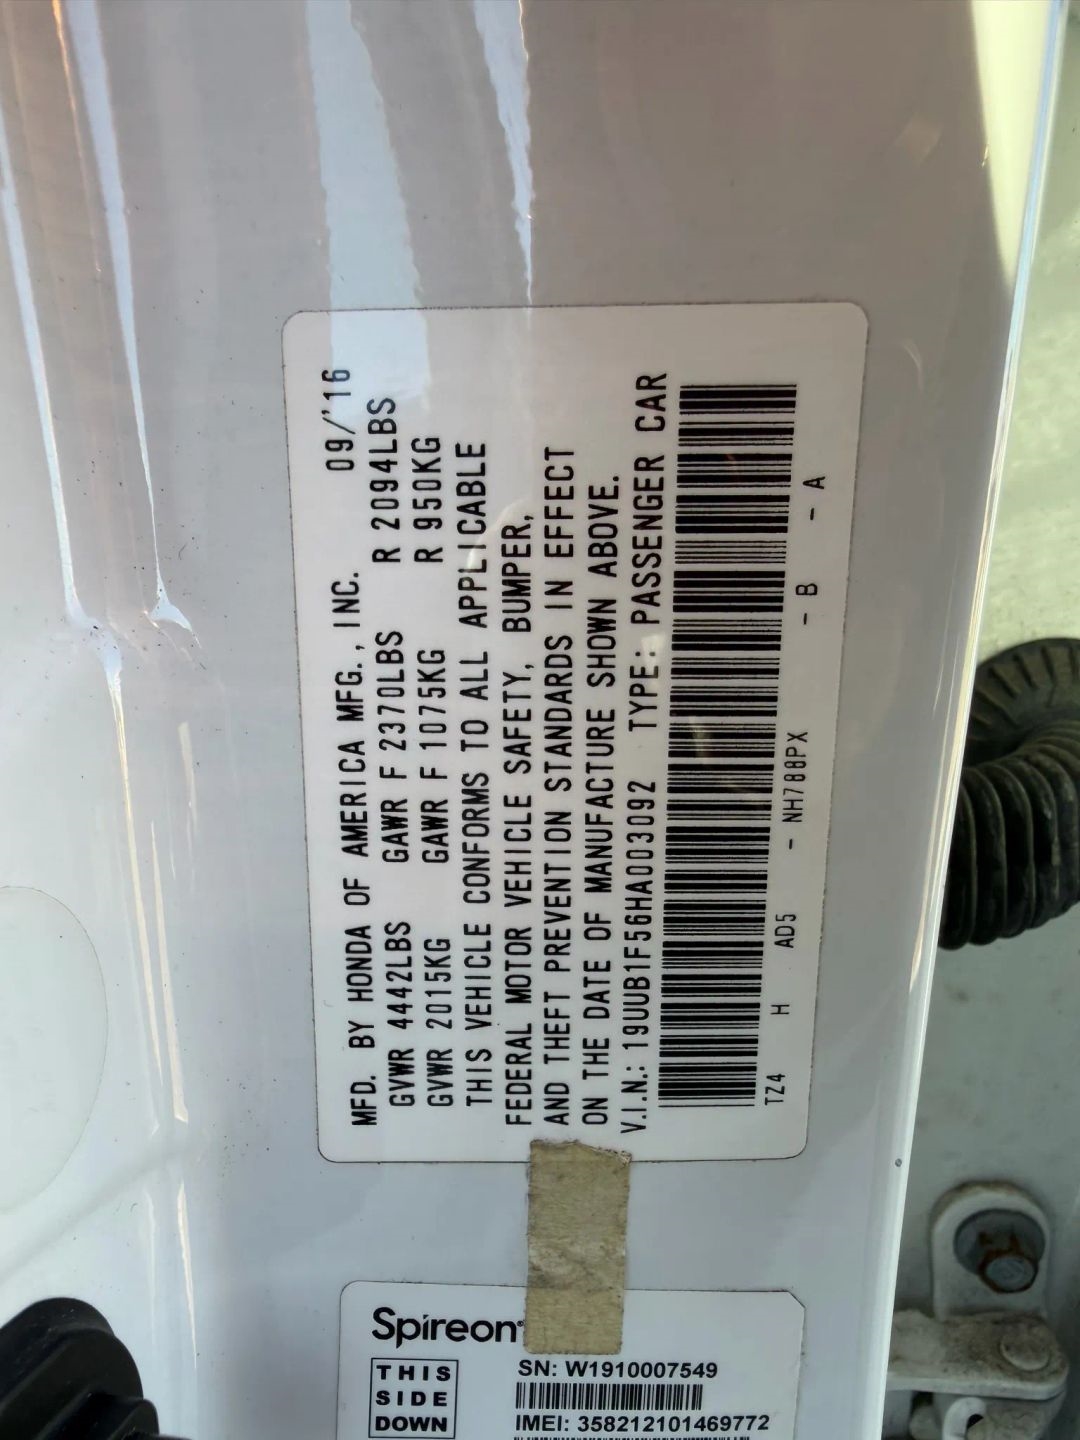 MFD. BY HONDA OF AMERICA MFG., INC. 09/'16
GVWR 4442LBS GAWR F 2370LBS R 2094LBS
GVWR 2015KG GAWR F 1075KG R 950KG
THIS VEHICLE CONFORMS TO ALL APPLICABLE
FEDERAL MOTOR VEHICLE SAFETY, BUMPER,
AND THEFT PREVENTION STANDARDS IN EFFECT
ON THE DATE OF MANUFACTURE SHOWN ABOVE.
V.I.N.: 19UUB1F56HA003092 TYPE: PASSENGER CAR
TZ4 H AD5 - NH788PX - B - A
Spireon®
THIS
SIDE
DOWN
SN: W1910007549
IMEI: 358212101469772